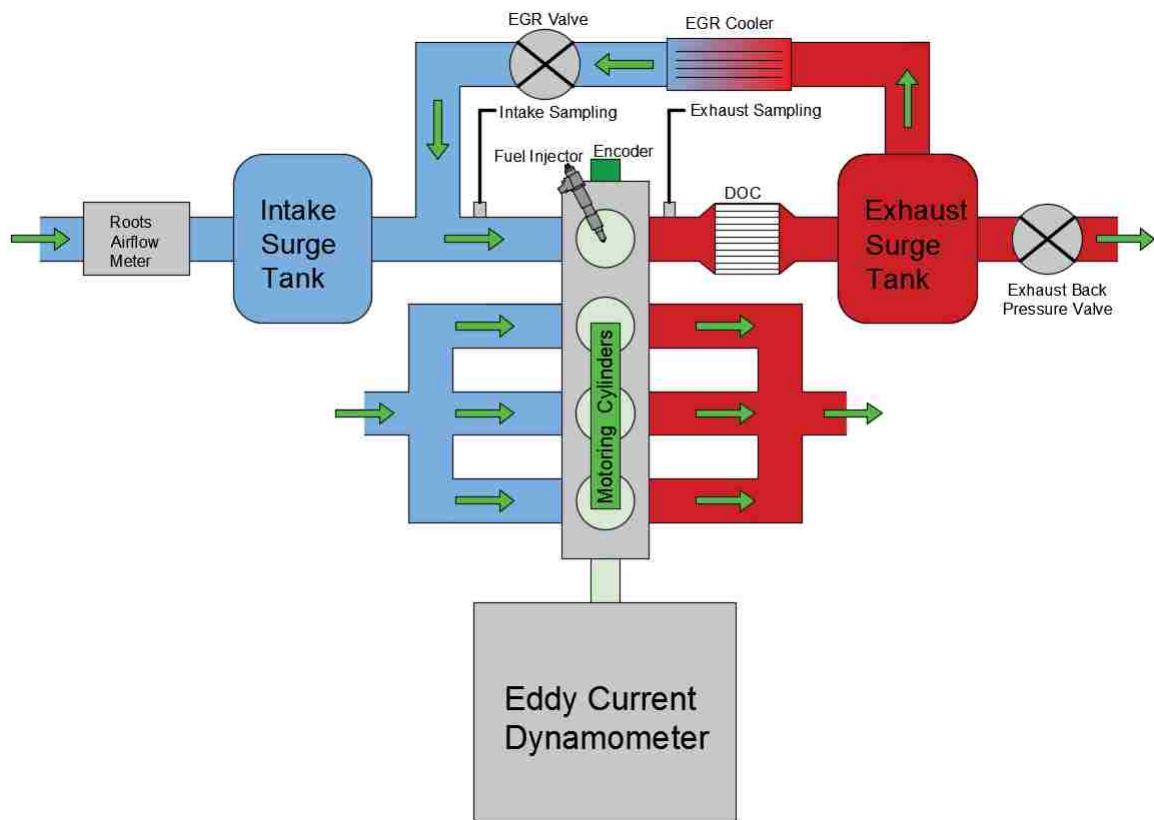 EGR Valve
EGR Cooler
Intake Sampling
Exhaust Sampling
Fuel Injector
Encoder
DOC
Roots
Airflow
Meter
Intake
Surge
Tank
Exhaust
Surge
Tank
Exhaust Back
Pressure Valve
Motoring Cylinders
Eddy Current
Dynamometer